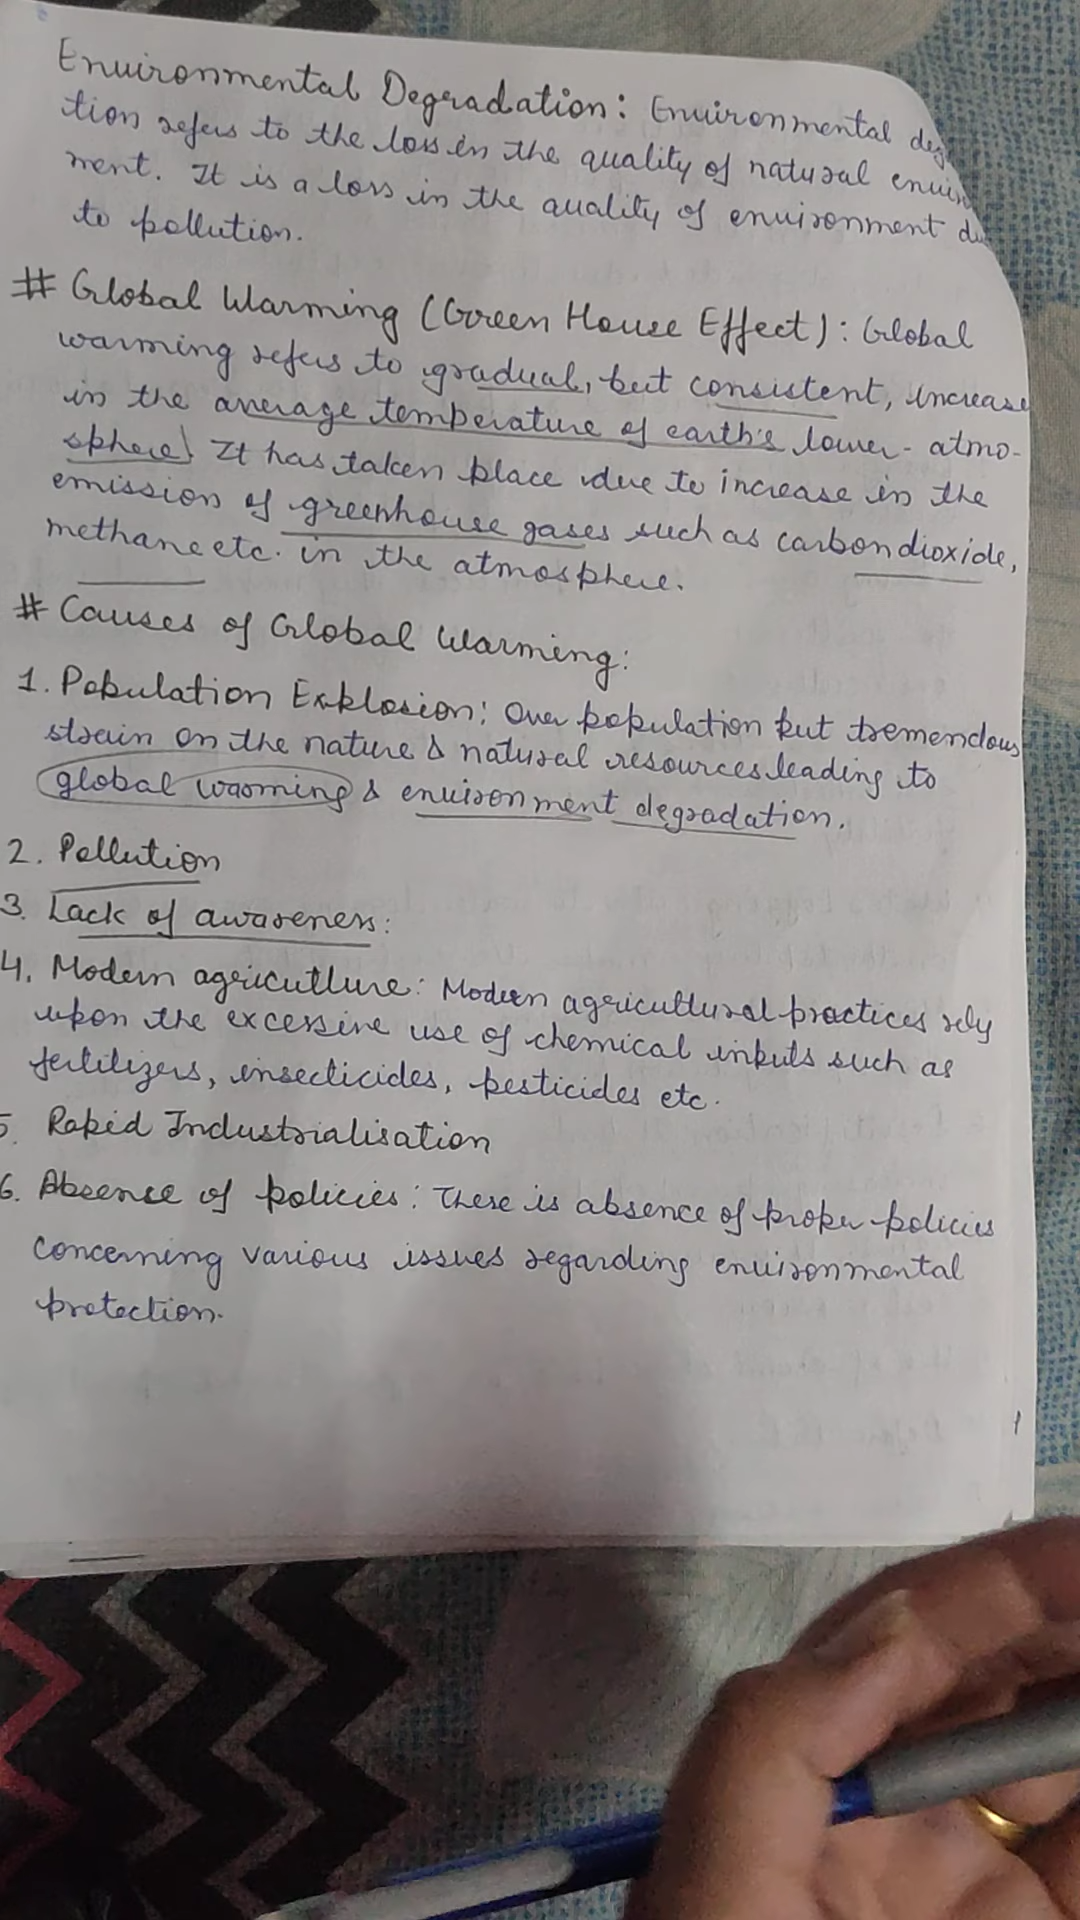 Environmental Degradation: Environmental deg
tion refers to the loss in the quality of natural envir
ment. It is a loss in the quality of environment du
to pollution.
# Global Warming (Green House Effect): Global
warming refers to gradual, but consistent, increase
in the average temperature of earth's lower-atmo-
sphere. It has taken place due to increase in the
emission of greenhouse gases such as carbondioxide,
methane etc. in the atmosphere.
# Causes of Global Warming:
1. Population Explosion: Over population put tremendous
strain on the nature & natural resources leading to
global warming & environment degradation.
2. Pollution
3. Lack of awareness:
4. Modern agricutlure: Modern agricultural practices rely
upon the excessive use of chemical inputs such as
fertilizers, insecticides, pesticides etc.
5. Rapid Industrialisation
6. Absense of policies: There is absence of proper policies
concerning various issues regarding environmental
protection.